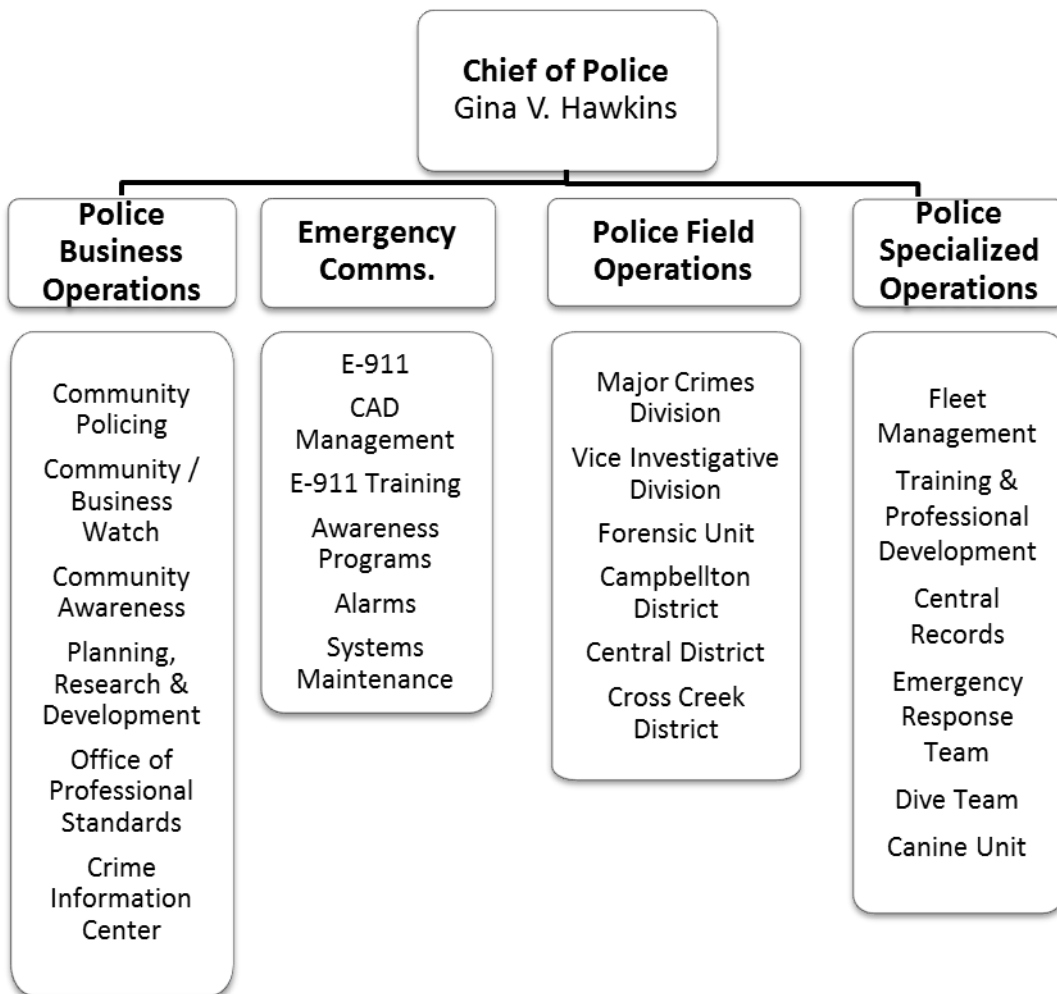 Chief of Police
Gina V. Hawkins
Police
Business
Operations
Emergency
Comms.
Police Field
Operations
Police
Specialized
Operations
Community
Policing
Community /
Business
Watch
Community
Awareness
Planning,
Research &
Development
Office of
Professional
Standards
Crime
Information
Center
E-911
CAD
Management
E-911 Training
Awareness
Programs
Alarms
Systems
Maintenance
Major Crimes
Division
Vice Investigative
Division
Forensic Unit
Campbellton
District
Central District
Cross Creek
District
Fleet
Management
Training &
Professional
Development
Central
Records
Emergency
Response
Team
Dive Team
Canine Unit